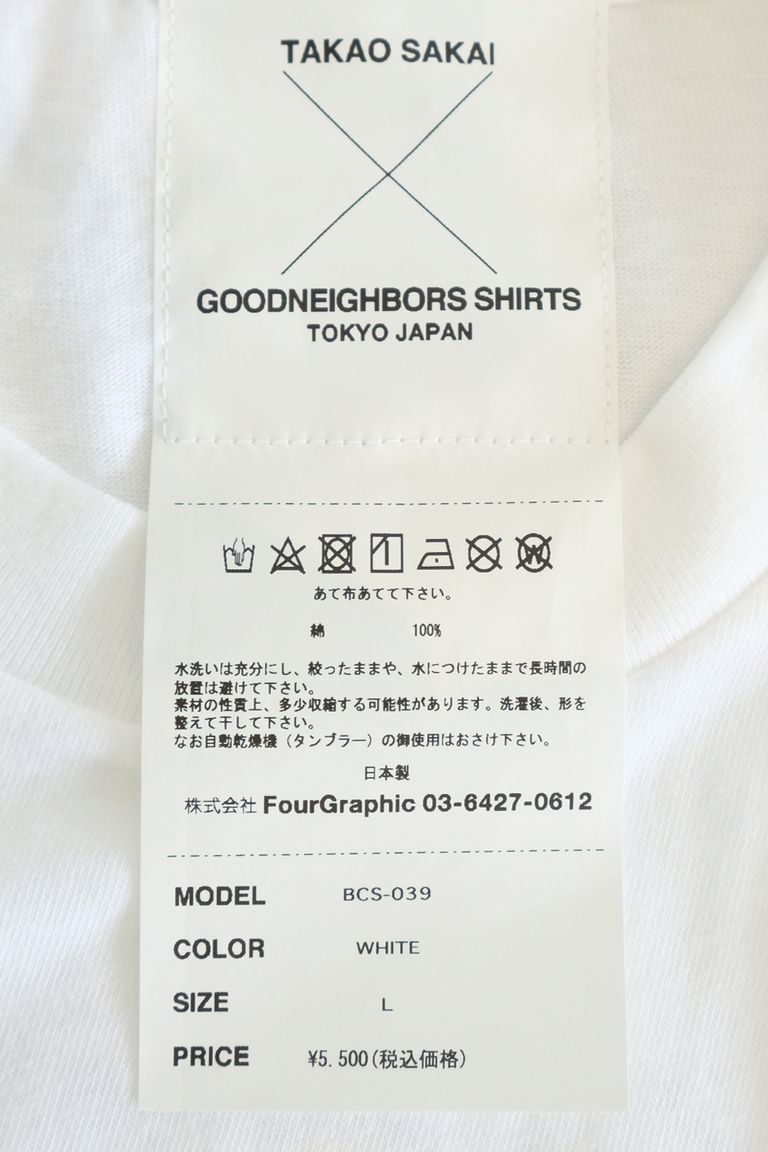 TAKAO SAKAI
GOODNEIGHBORS SHIRTS
TOKYO JAPAN
W
あて布あてて下さい。
綿 100%
水洗いは充分にし、絞ったままや、水につけたままで長時間の
放置は避けて下さい。
素材の性質上、多少収縮する可能性があります。洗濯後、形を
整えて干して下さい。
なお自動乾燥機（タンブラー）の御使用はおさけ下さい。
日本製
株式会社 FourGraphic 03-6427-0612
MODEL BCS-039
COLOR WHITE
SIZE L
PRICE ¥5.500(税込価格)